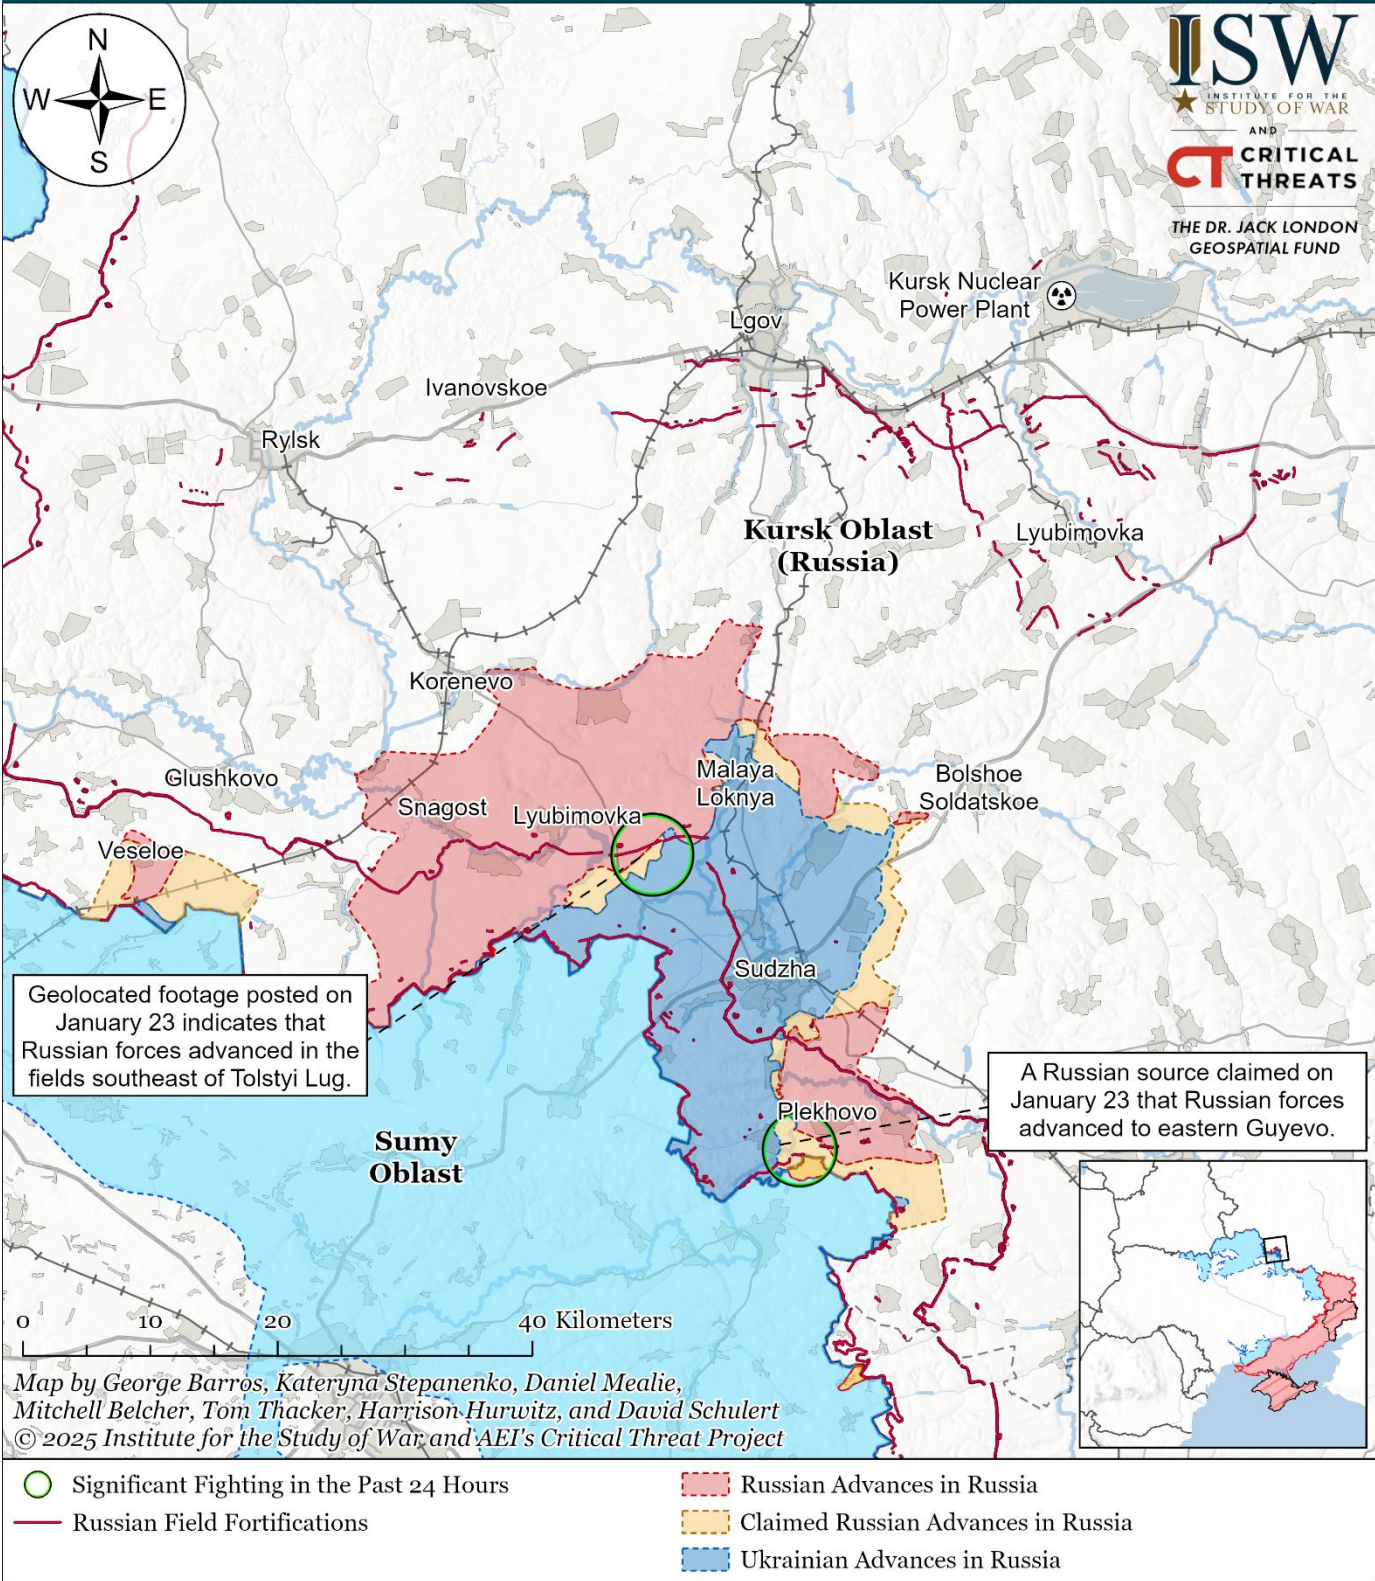 N
W
E
S
ISW
INSTITUTE FOR THE
STUDY OF WAR
AND
CT CRITICAL
THREATS
THE DR. JACK LONDON
GEOSPATIAL FUND
Kursk Nuclear
Power Plant
Lgov
Ivanovskoe
Rylsk
Kursk Oblast
(Russia)
Lyubimovka
Korenevo
Glushkovo
Snagost
Lyubimovka
Malaya
Loknya
Bolshoe
Soldatskoe
Veseloe
Sudzha
Geolocated footage posted on
January 23 indicates that
Russian forces advanced in the
fields southeast of Tolstyi Lug.
A Russian source claimed on
January 23 that Russian forces
advanced to eastern Guyevo.
Plekhovo
Sumy
Oblast
0 10 20 40 Kilometers
Map by George Barros, Kateryna Stepanenko, Daniel Mealie,
Mitchell Belcher, Tom Thacker, Harrison Hurwitz, and David Schulert
© 2025 Institute for the Study of War and AEI's Critical Threat Project
Significant Fighting in the Past 24 Hours
Russian Field Fortifications
Russian Advances in Russia
Claimed Russian Advances in Russia
Ukrainian Advances in Russia